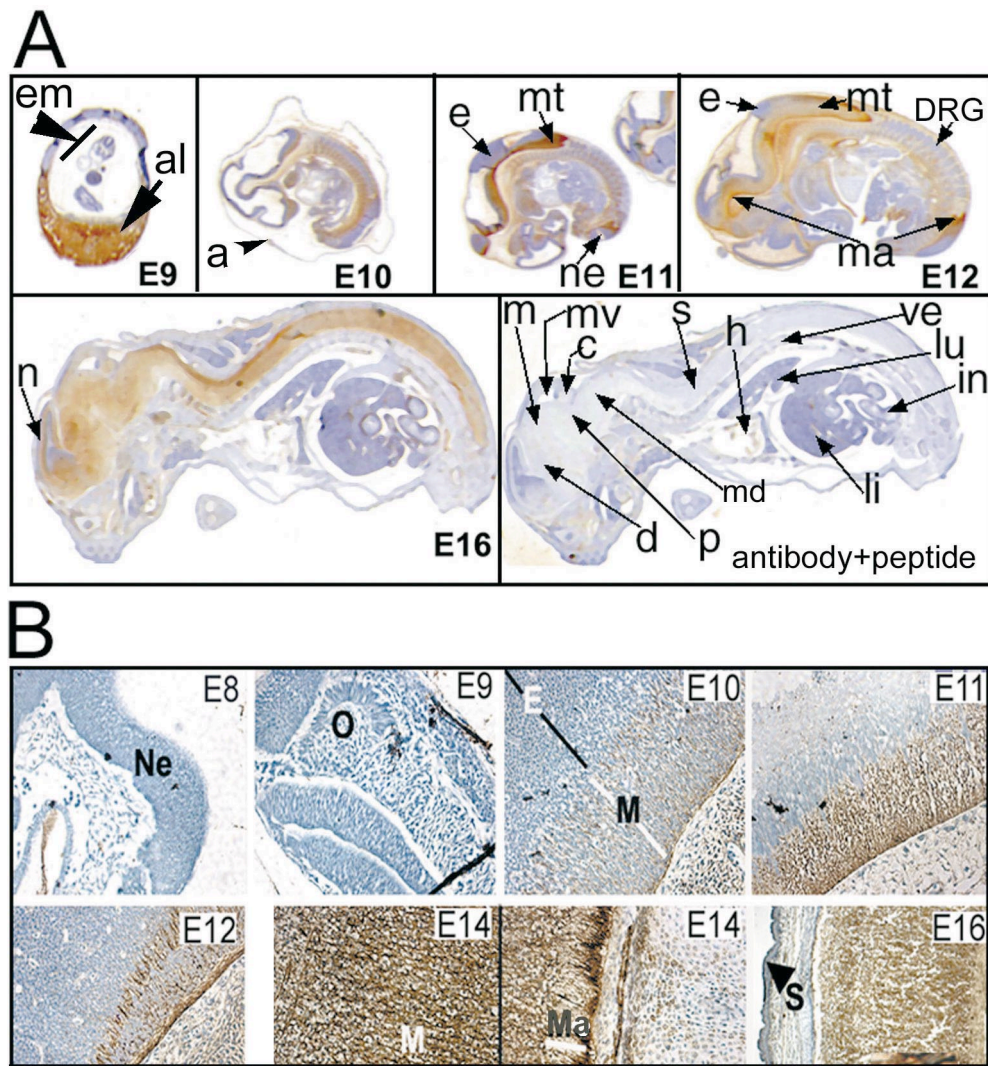 A
em
al
E9
a
E10
e
mt
ne
E11
e
mt
DRG
ma
E12
n
E16
m
mv
c
s
h
ve
lu
in
md
li
d
p
antibody+peptide
B
E8
Ne
E9
O
E10
E
M
E11
E12
E14
M
E14
Ma
E16
S